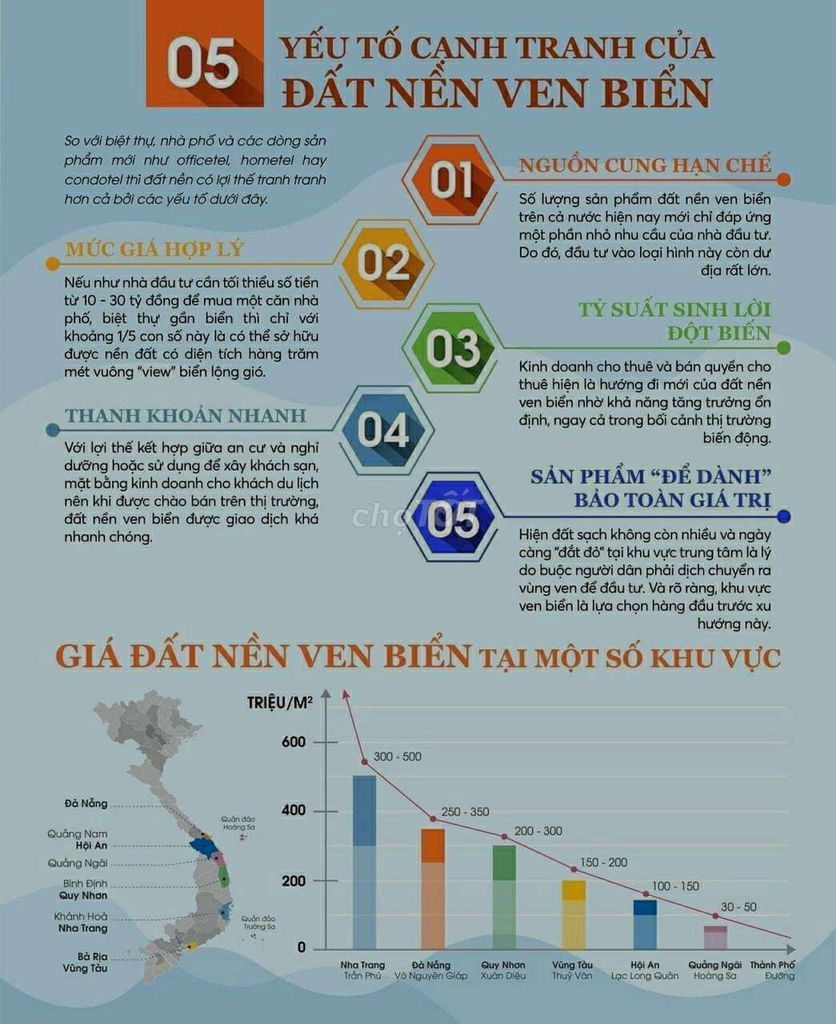 05
YẾU TỐ CẠNH TRANH CỦA
ĐẤT NỀN VEN BIỂN
So với biệt thự, nhà phố và các dòng sản
phẩm mới như officetel, hometel hay
condotel thì đất nền có lợi thế tranh tranh
hơn cả bởi các yếu tố dưới đây.
01
NGUỒN CUNG HẠN CHẾ
Số lượng sản phẩm đất nền ven biển
trên cả nước hiện nay mới chỉ đáp ứng
một phần nhỏ nhu cầu của nhà đầu tư.
Do đó, đầu tư vào loại hình này còn dư
địa rất lớn.
02
MỨC GIÁ HỢP LÝ
Nếu như nhà đầu tư cần tối thiểu số tiền
từ 10 - 30 tỷ đồng để mua một căn nhà
phố, biệt thự gần biển thì chỉ với
khoảng 1/5 con số này là có thể sở hữu
được nền đất có diện tích hàng trăm
mét vuông "view" biển lộng gió.
03
TỶ SUẤT SINH LỜI
ĐỘT BIẾN
Kinh doanh cho thuê và bán quyền cho
thuê hiện là hướng đi mới của đất nền
ven biển nhờ khả năng tăng trưởng ổn
định, ngay cả trong bối cảnh thị trường
biến động.
04
THANH KHOẢN NHANH
Với lợi thế kết hợp giữa an cư và nghỉ
dưỡng hoặc sử dụng để xây khách sạn,
mặt bằng kinh doanh cho khách du lịch
nên khi được chào bán trên thị trường,
đất nền ven biển được giao dịch khá
nhanh chóng.
chợTỐT
05
SẢN PHẨM "ĐỂ DÀNH"
BẢO TOÀN GIÁ TRỊ
Hiện đất sạch không còn nhiều và ngày
càng "đắt đỏ" tại khu vực trung tâm là lý
do buộc người dân phải dịch chuyển ra
vùng ven để đầu tư. Và rõ ràng, khu vực
ven biển là lựa chọn hàng đầu trước xu
hướng này.
GIÁ ĐẤT NỀN VEN BIỂN TẠI MỘT SỐ KHU VỰC
Đà Nẵng
Quảng Nam
Hội An
Quảng Ngãi
Bình Định
Quy Nhơn
Khánh Hoà
Nha Trang
Bà Rịa
Vũng Tàu
Quần đảo
Hoàng Sa
Quần đảo
Trường Sa
TRIỆU/M²
600
400
200
0
300 - 500
250 - 350
200 - 300
150 - 200
100 - 150
30 - 50
Nha Trang
Trần Phú
Đà Nẵng
Võ Nguyên Giáp
Quy Nhơn
Xuân Diệu
Vũng Tàu
Thuỳ Vân
Hội An
Lạc Long Quân
Quảng Ngãi
Hoàng Sa
Thành Phố
Đường